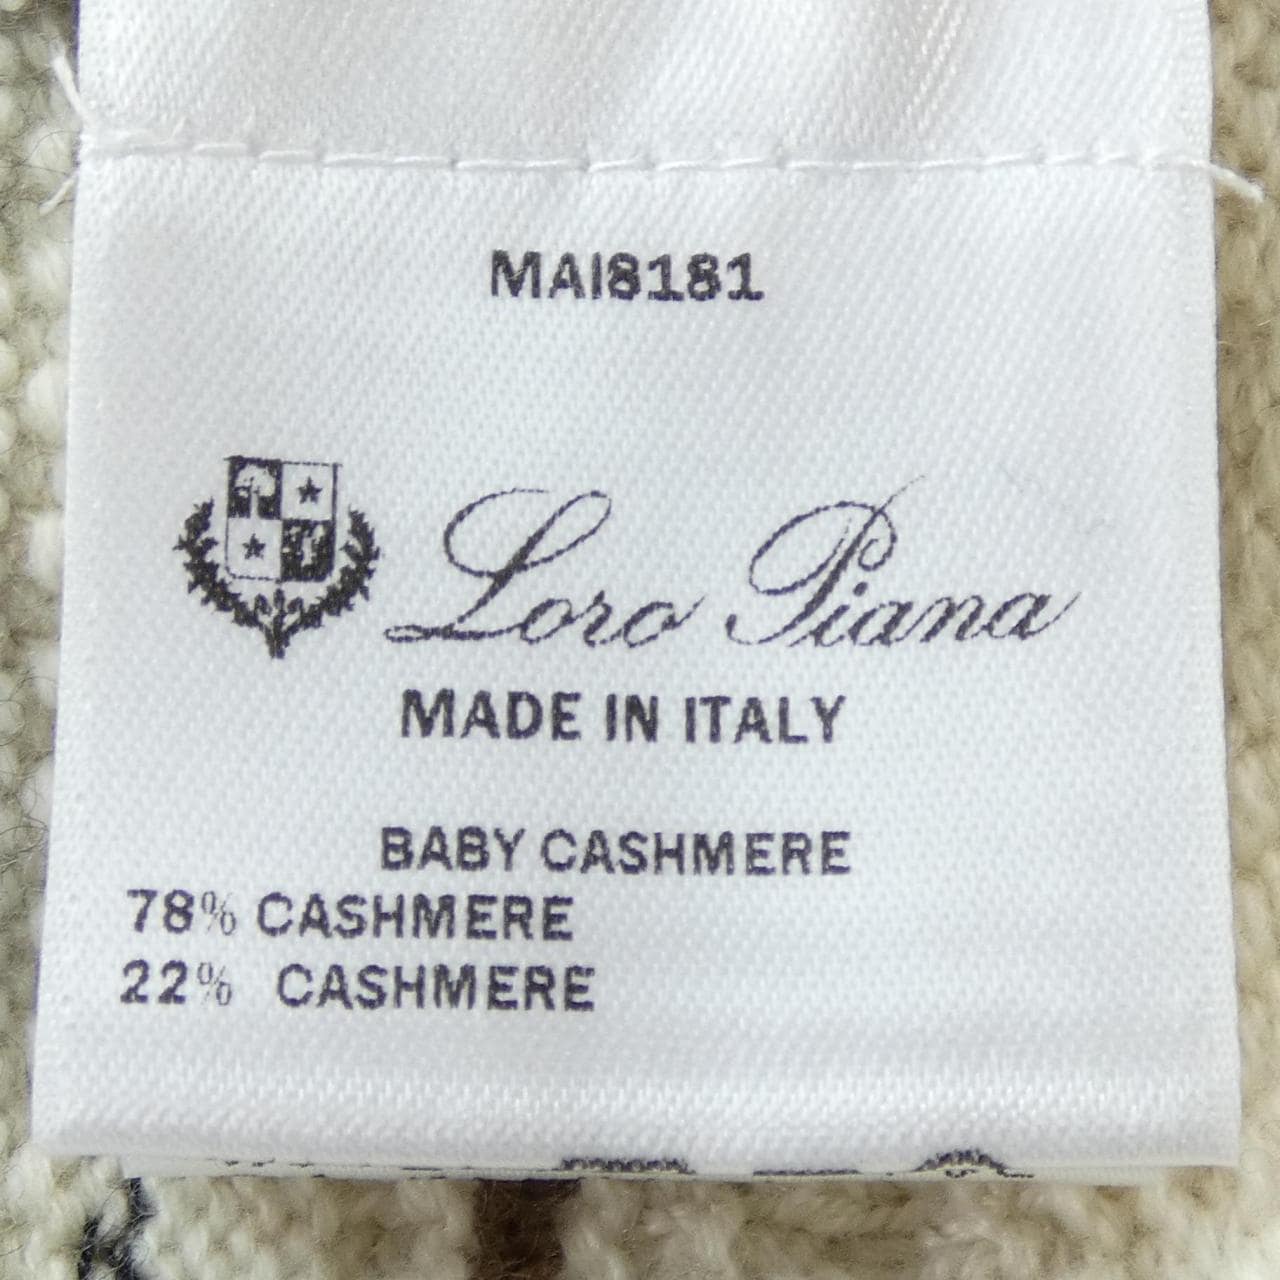 MAI8181
Loro Piana
MADE IN ITALY
BABY CASHMERE
78% CASHMERE
22% CASHMERE